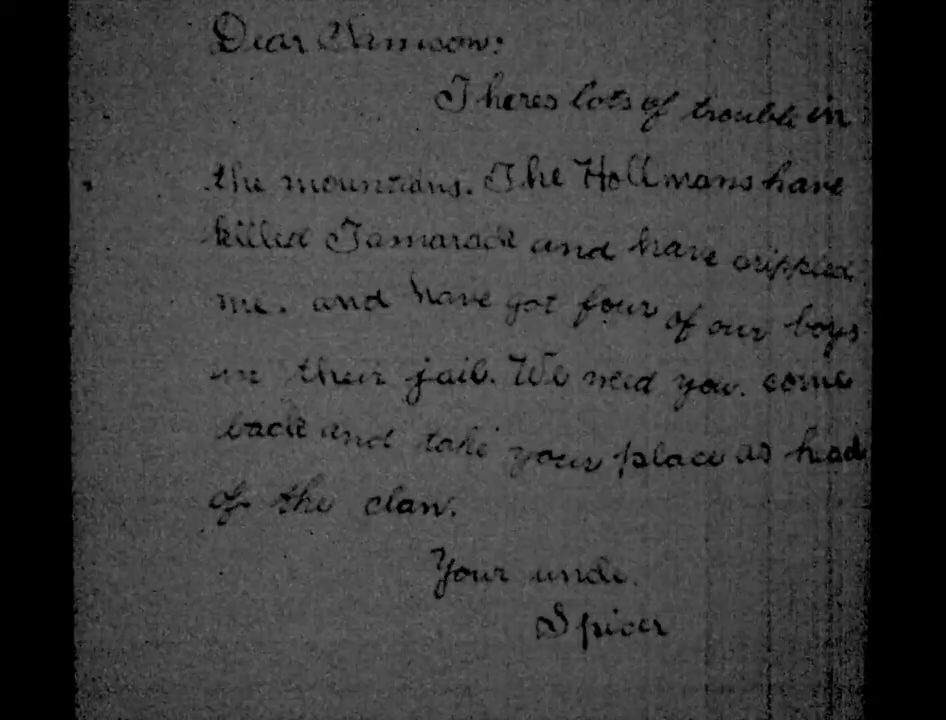 Dear Samson:
Theres lots of trouble in
the mountians. The Hollmans have
killed Tamarack and have crippled
me. and have got four of our boys
in their jail. We need you. come
back and take your place as head
of the clan.
Your uncle.
Spicer